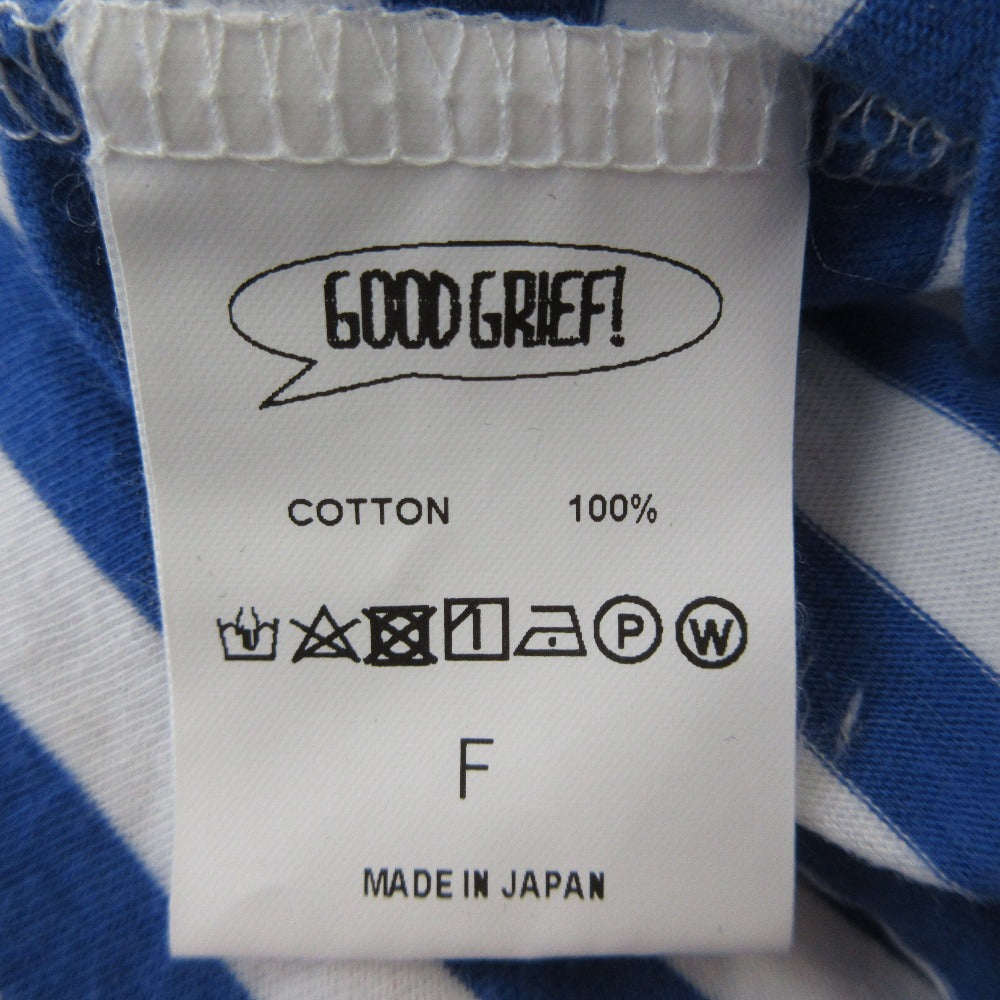 GOOD GRIEF!
COTTON 100%
P W
F
MADE IN JAPAN